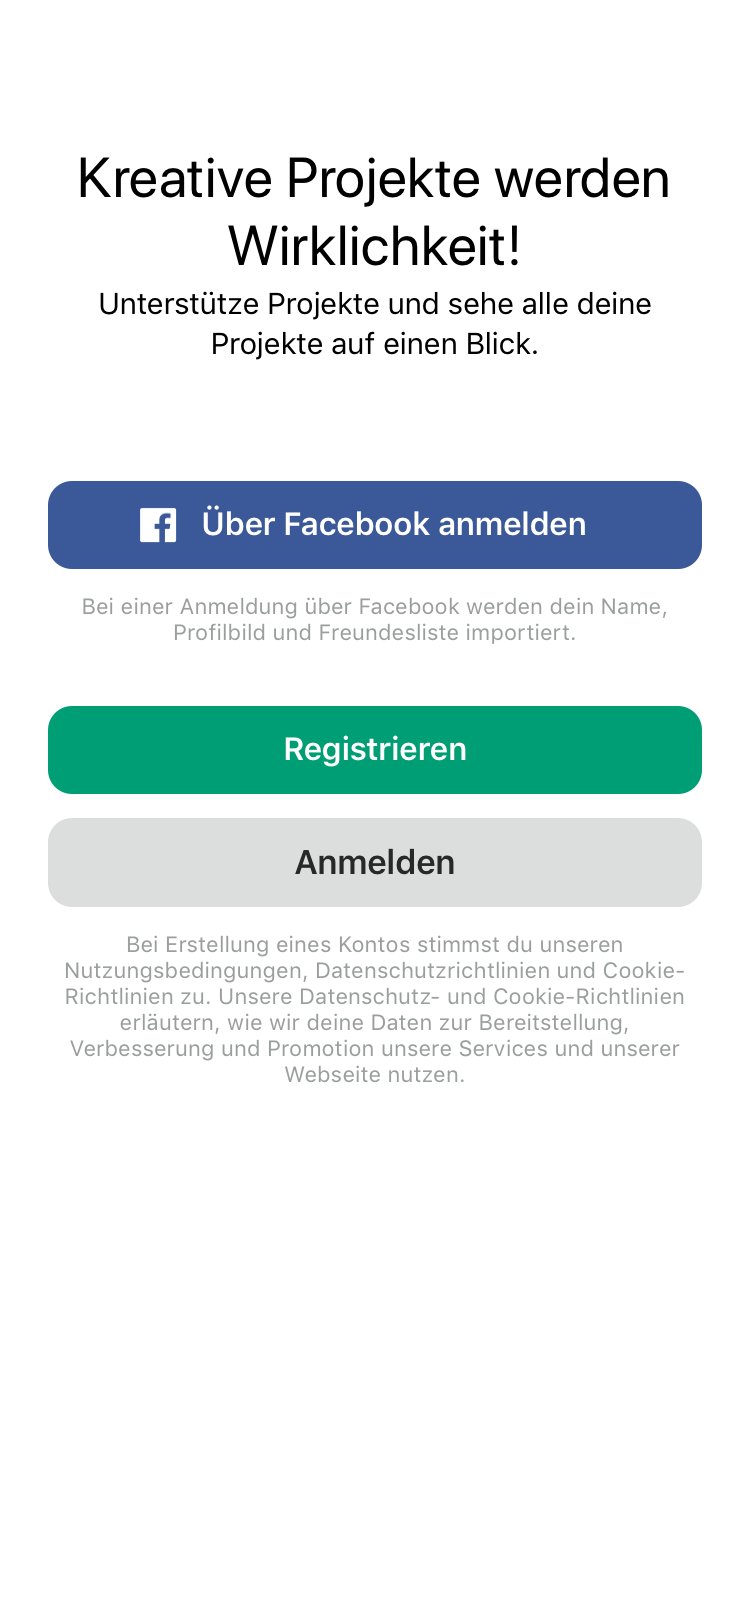 Kreative Projekte werden
Wirklichkeit!
Unterstütze Projekte und sehe alle deine
Projekte auf einen Blick.
Über Facebook anmelden
Bei einer Anmeldung über Facebook werden dein Name,
Profilbild und Freundesliste importiert.
Registrieren
Anmelden
Bei Erstellung eines Kontos stimmst du unseren
Nutzungsbedingungen, Datenschutzrichtlinien und Cookie-
Richtlinien zu. Unsere Datenschutz- und Cookie-Richtlinien
erläutern, wie wir deine Daten zur Bereitstellung,
Verbesserung und Promotion unsere Services und unserer
Webseite nutzen.